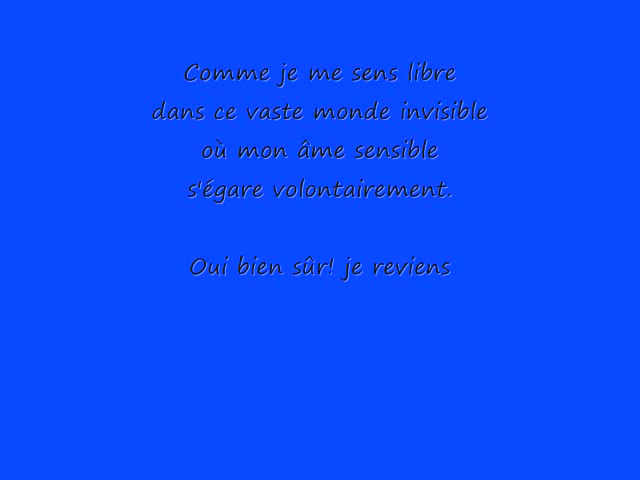 Comme je me sens libre
dans ce vaste monde invisible
où mon âme sensible
s'égare volontairement.
Oui bien sûr! je reviens